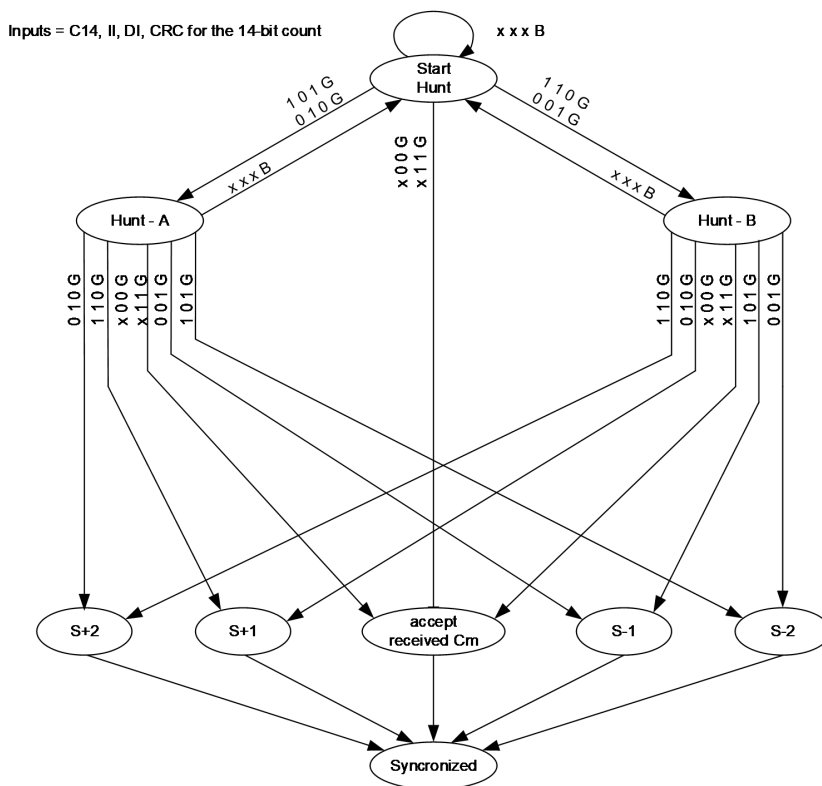 Inputs = C14, II, DI, CRC for the 14-bit count
x x x B
Start
Hunt
1 0 1 G
0 1 0 G
1 1 0 G
0 0 1 G
x 0 0 G
x 1 1 G
x x x B
x x x B
Hunt - A
Hunt - B
0 1 0 G
1 1 0 G
x 0 0 G
x 1 1 G
0 0 1 G
1 0 1 G
1 1 0 G
0 1 0 G
x 0 0 G
x 1 1 G
1 0 1 G
0 0 1 G
S+2
S+1
accept
received Cm
S-1
S-2
Syncronized